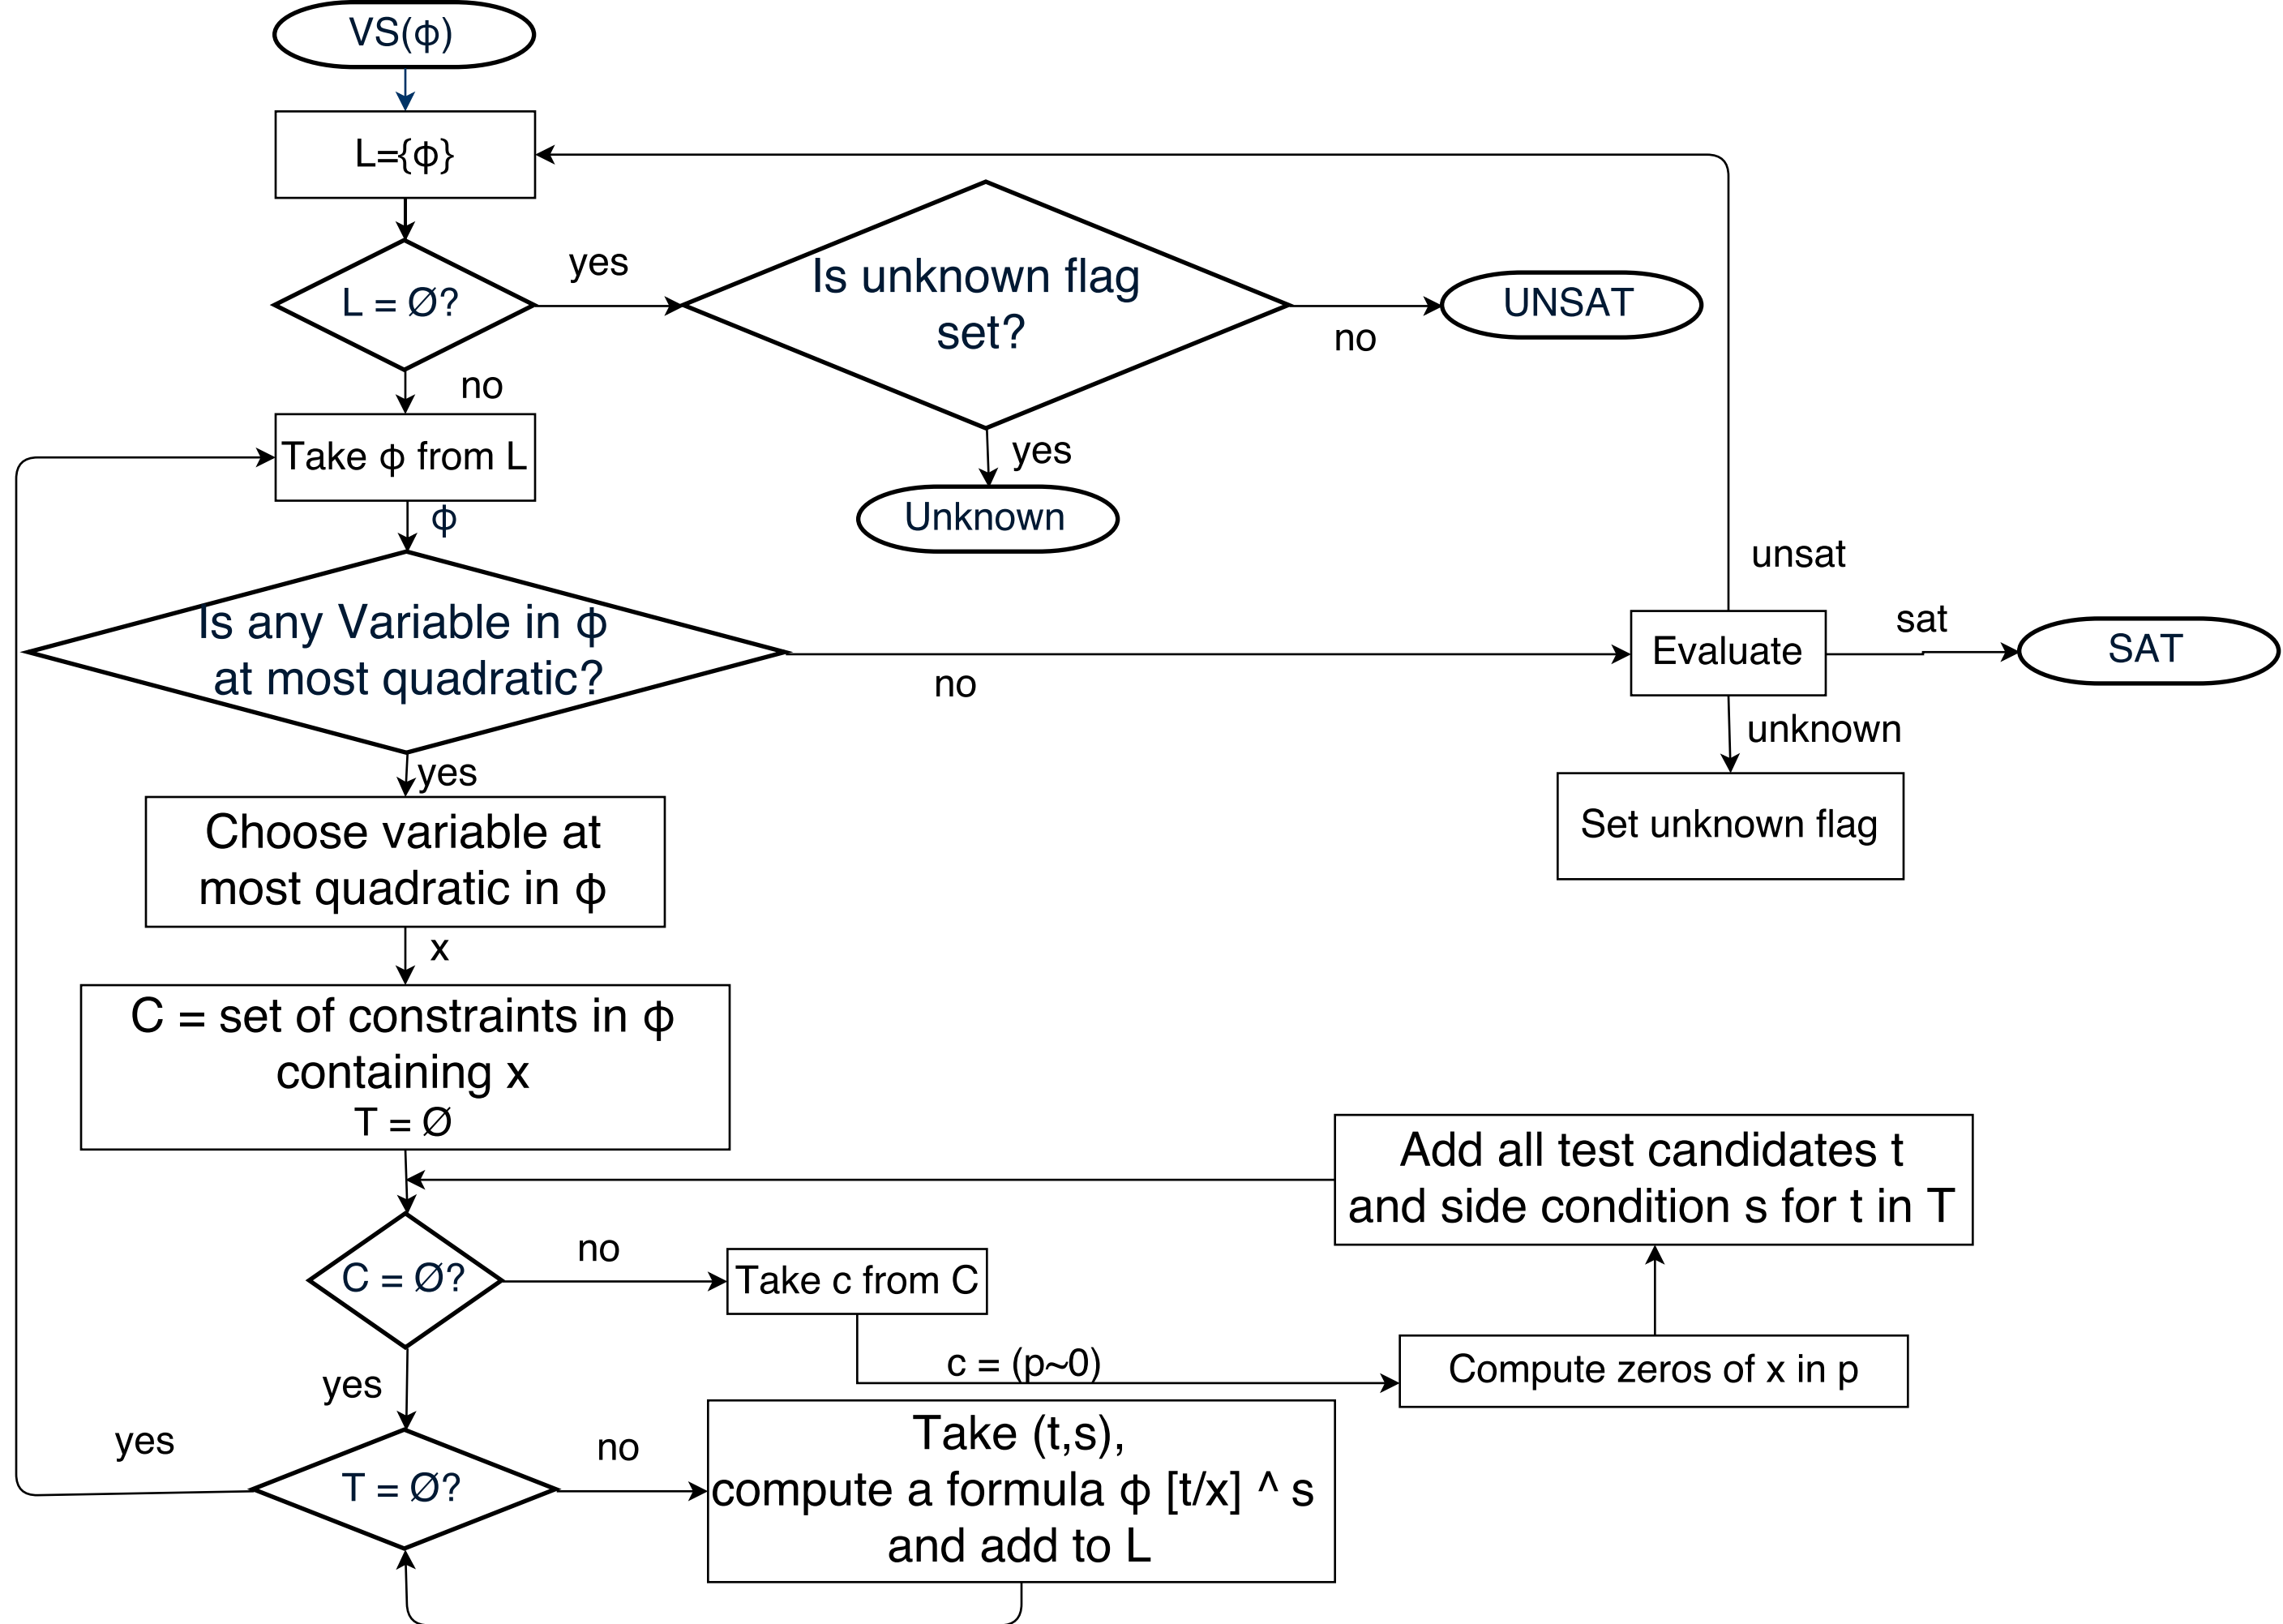 VS(ϕ)
L={ϕ}
L = Ø?
yes
Is unknown flag
set?
no
UNSAT
no
yes
Unknown
Take ϕ from L
ϕ
Is any Variable in ϕ
at most quadratic?
no
unsat
Evaluate
sat
SAT
unknown
Set unknown flag
yes
Choose variable at
most quadratic in ϕ
x
C = set of constraints in ϕ
containing x
T = Ø
Add all test candidates t
and side condition s for t in T
C = Ø?
no
Take c from C
c = (p~0)
Compute zeros of x in p
yes
T = Ø?
yes
no
Take (t,s),
compute a formula ϕ [t/x] ^ s
and add to L